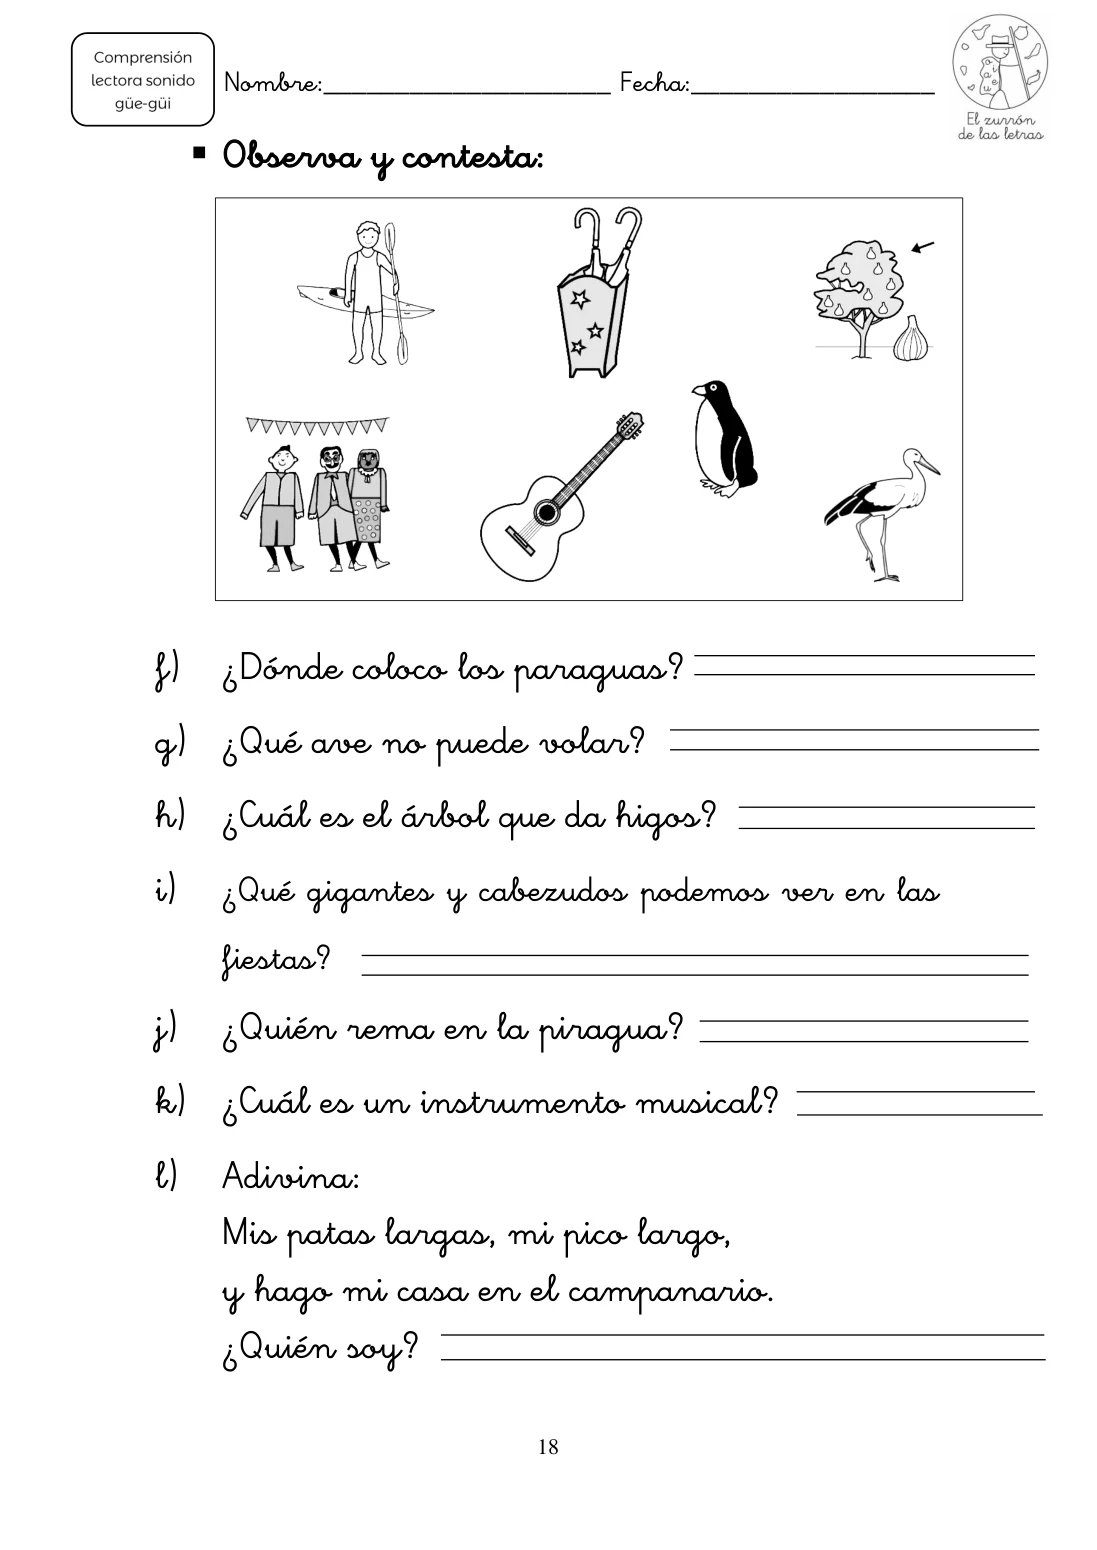 Comprensión
lectora sonido
güe-güi
Nombre:____________________ Fecha:_________________
El zurrón
de las letras
▪ Observa y contesta:
f) ¿Dónde coloco los paraguas?
g) ¿Qué ave no puede volar?
h) ¿Cuál es el árbol que da higos?
i) ¿Qué gigantes y cabezudos podemos ver en las
fiestas?
j) ¿Quién rema en la piragua?
k) ¿Cuál es un instrumento musical?
l) Adivina:
Mis patas largas, mi pico largo,
y hago mi casa en el campanario.
¿Quién soy?
18